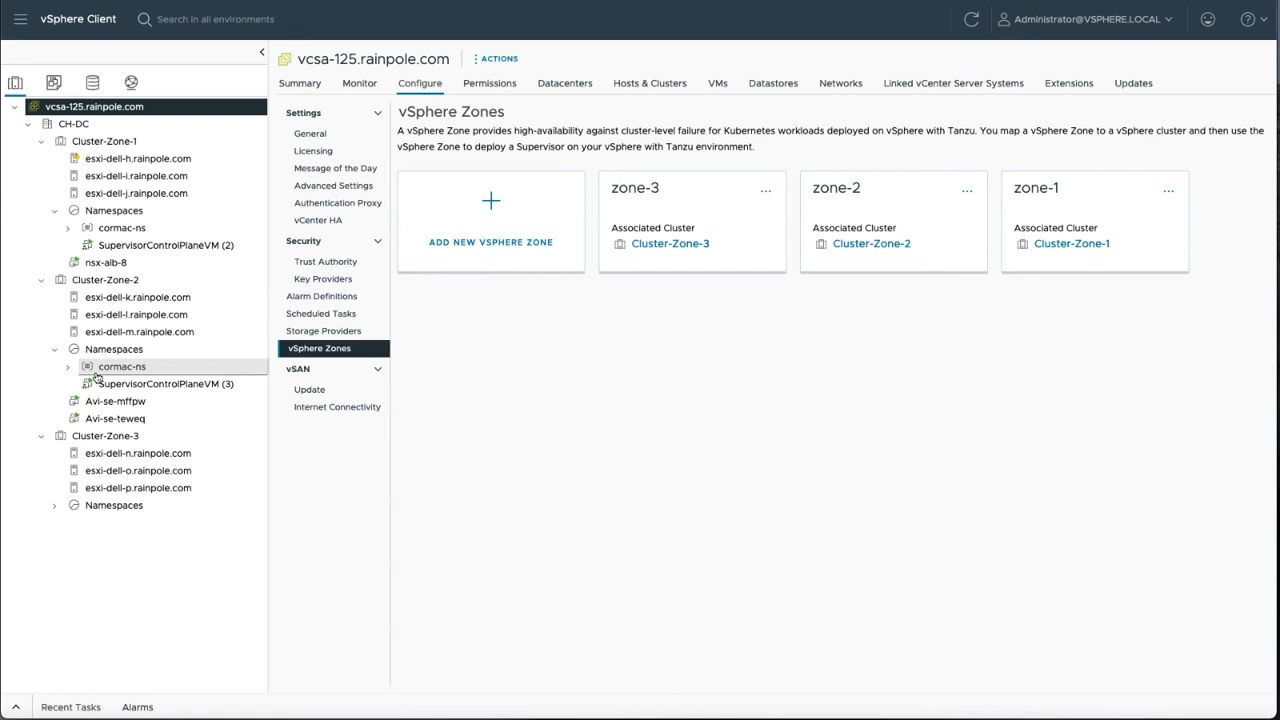 vSphere Client
Search in all environments
Administrator@VSPHERE.LOCAL
vcsa-125.rainpole.com
CH-DC
Cluster-Zone-1
esxi-dell-h.rainpole.com
esxi-dell-i.rainpole.com
esxi-dell-j.rainpole.com
Namespaces
cormac-ns
SupervisorControlPlaneVM (2)
nsx-alb-8
Cluster-Zone-2
esxi-dell-k.rainpole.com
esxi-dell-l.rainpole.com
esxi-dell-m.rainpole.com
Namespaces
cormac-ns
SupervisorControlPlaneVM (3)
Avi-se-mffpw
Avi-se-teweq
Cluster-Zone-3
esxi-dell-n.rainpole.com
esxi-dell-o.rainpole.com
esxi-dell-p.rainpole.com
Namespaces
vcsa-125.rainpole.com
ACTIONS
Summary Monitor Configure Permissions Datacenters Hosts & Clusters VMs Datastores Networks Linked vCenter Server Systems Extensions Updates
Settings
General
Licensing
Message of the Day
Advanced Settings
Authentication Proxy
vCenter HA
Security
Trust Authority
Key Providers
Alarm Definitions
Scheduled Tasks
Storage Providers
vSphere Zones
vSAN
Update
Internet Connectivity
vSphere Zones
A vSphere Zone provides high-availability against cluster-level failure for Kubernetes workloads deployed on vSphere with Tanzu. You map a vSphere Zone to a vSphere cluster and then use the
vSphere Zone to deploy a Supervisor on your vSphere with Tanzu environment.
ADD NEW VSPHERE ZONE
zone-3
Associated Cluster
Cluster-Zone-3
zone-2
Associated Cluster
Cluster-Zone-2
zone-1
Associated Cluster
Cluster-Zone-1
Recent Tasks
Alarms